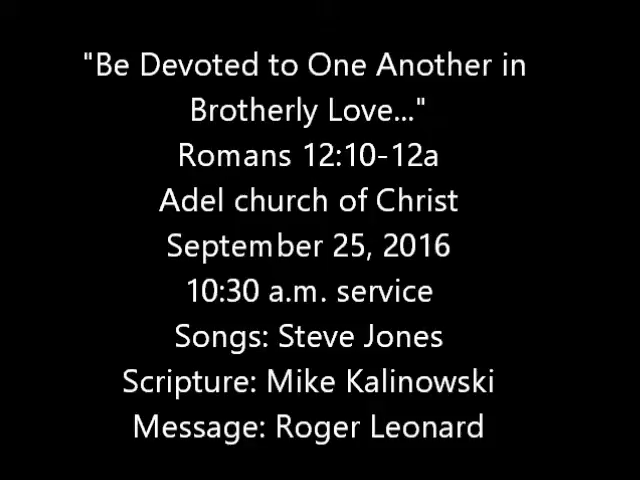 "Be Devoted to One Another in
Brotherly Love..."
Romans 12:10-12a
Adel church of Christ
September 25, 2016
10:30 a.m. service
Songs: Steve Jones
Scripture: Mike Kalinowski
Message: Roger Leonard